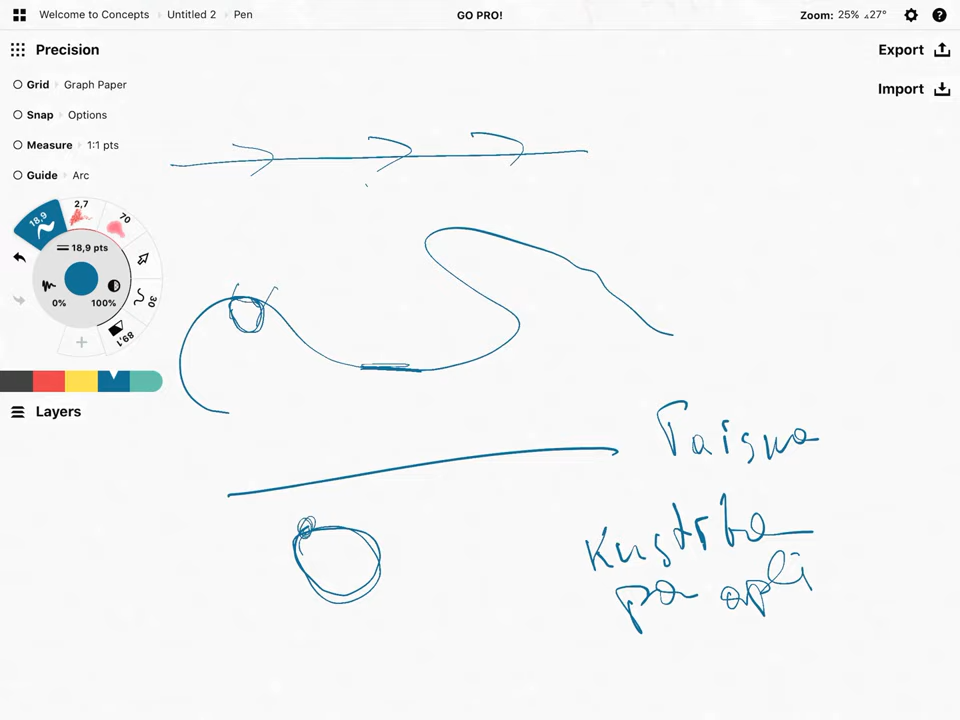 Welcome to Concepts Untitled 2 Pen
GO PRO!
Zoom: 25% 27°
Precision
Export
Import
Grid Graph Paper
Snap Options
Measure 1:1 pts
Guide Arc
18,9
2,7
70
18,9 pts
0% 100%
30
89,1
Layers
Taisna
Kustība
pa apli